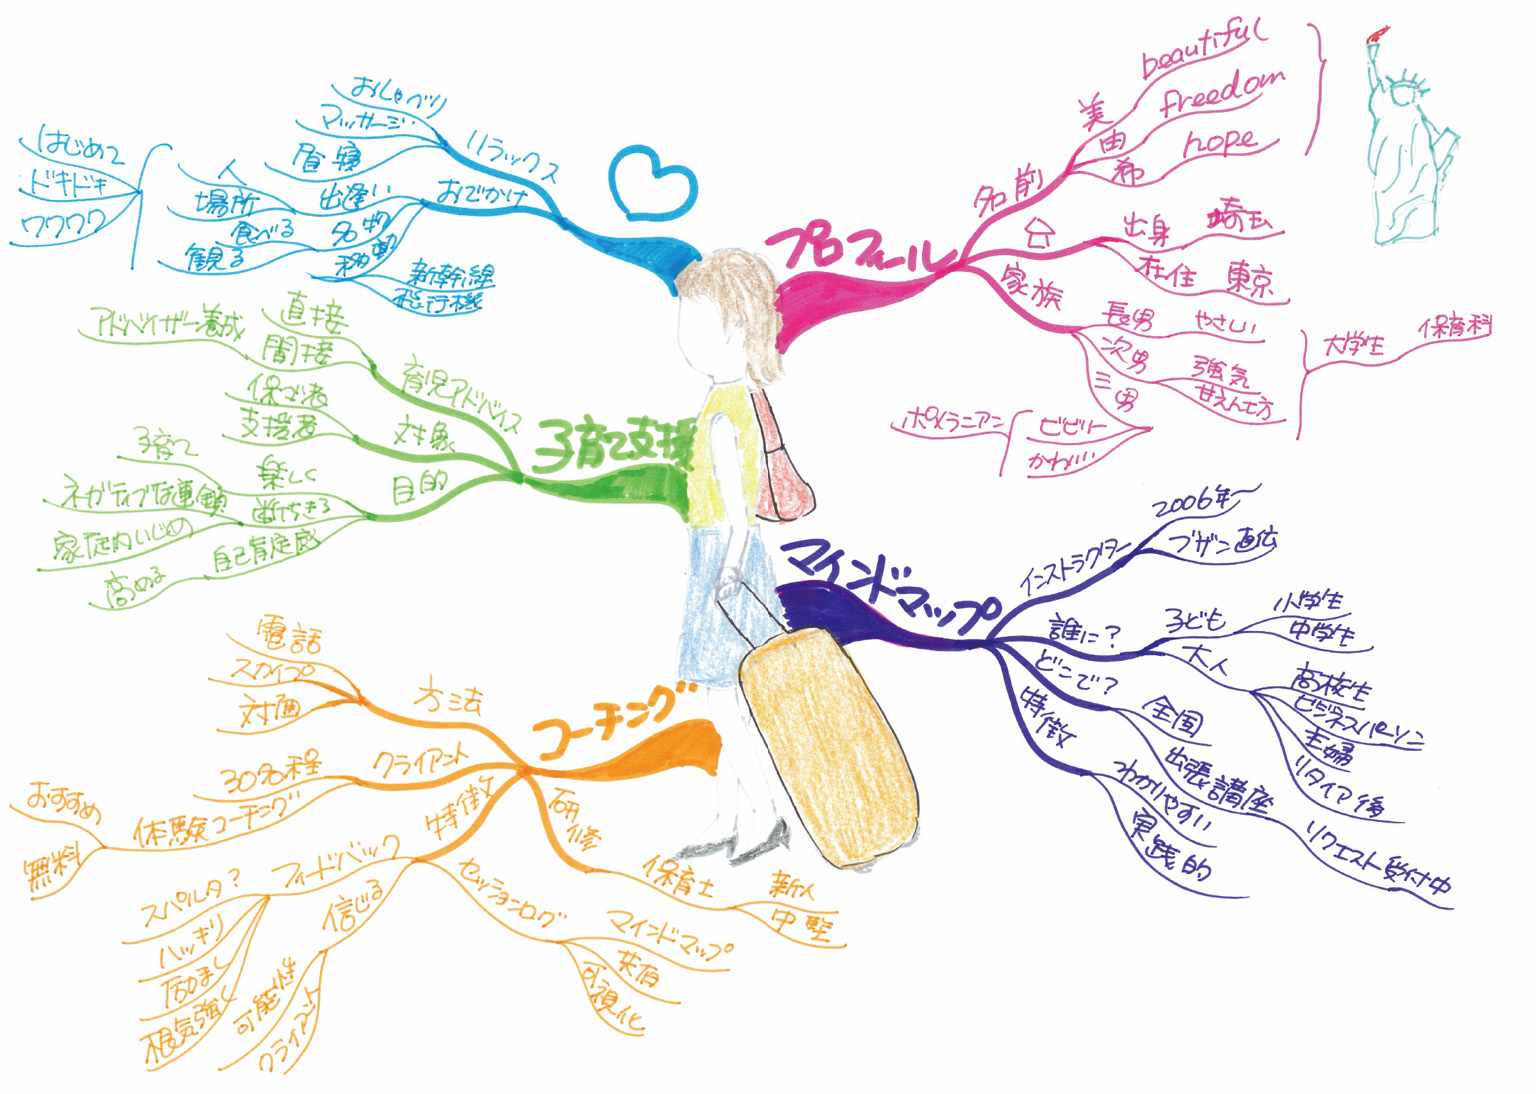 プロフィール
名前
美
beautiful
由
freedom
希
hope
出身
埼玉
在住
東京
家族
長男
やさしい
次男
強気
甘えん坊
大学生
保育科
三男
ビビリー
かわいい
ポメラニアン
マインドマップ
インストラクター
2006年〜
ブザン直伝
誰に?
子ども
小学生
中学生
大人
高校生
ビジネスパーソン
主婦
リタイア後
どこで?
全国
出張講座
リクエスト受付中
特徴
わかりやすい
実践的
コーチング
研修
保育士
新人
中堅
特徴
セッションログ
マインドマップ
共有
可視化
信じる
可能性
クライアント
フィードバック
スパルタ?
ハッキリ
励まし
根気強く
クライアント
30名程
体験コーチング
おすすめ
無料
方法
電話
スカイプ
対面
子育て支援
育児アドバイス
直接
間接
アドバイザー養成
対象
保護者
支援者
目的
楽しく
子育て
断ちきる
ネガティブな連鎖
家庭内いじめ
自己肯定感
高める
リラックス
おしゃべり
マッサージ
昼寝
おでかけ
出逢い
人
場所
食べる
観る
はじめて
ドキドキ
ワクワク
新幹線
飛行機